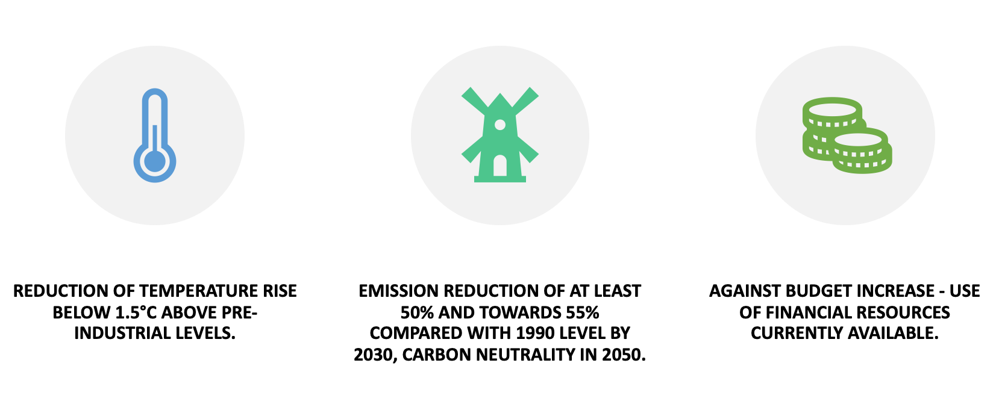 REDUCTION OF TEMPERATURE RISE
BELOW 1.5°C ABOVE PRE-
INDUSTRIAL LEVELS.
EMISSION REDUCTION OF AT LEAST
50% AND TOWARDS 55%
COMPARED WITH 1990 LEVEL BY
2030, CARBON NEUTRALITY IN 2050.
AGAINST BUDGET INCREASE - USE
OF FINANCIAL RESOURCES
CURRENTLY AVAILABLE.